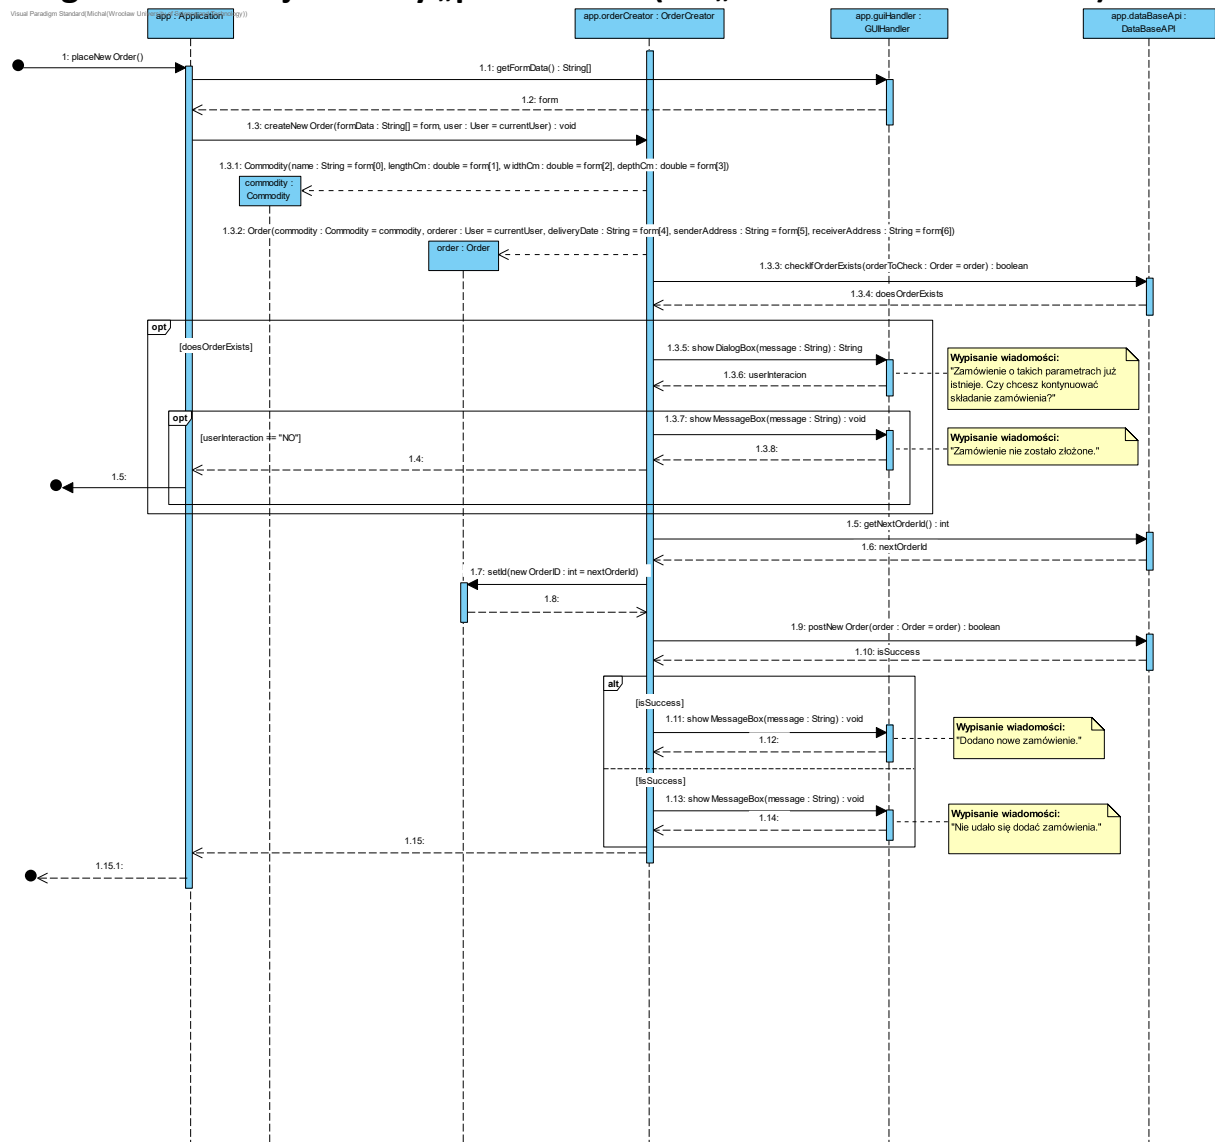 Visual Paradigm Standard(Michał(Wrocław University of Science and Technology))
app : Application
app.orderCreator : OrderCreator
app.guiHandler :
GUIHandler
app.dataBaseApi :
DataBaseAPI
1: placeNewOrder()
1.1: getFormData() : String[]
1.2: form
1.3: createNewOrder(formData : String[] = form, user : User = currentUser) : void
1.3.1: Commodity(name : String = form[0], lengthCm : double = form[1], widthCm : double = form[2], depthCm : double = form[3])
commodity :
Commodity
1.3.2: Order(commodity : Commodity = commodity, orderer : User = currentUser, deliveryDate : String = form[4], senderAddress : String = form[5], receiverAddress : String = form[6])
order : Order
1.3.3: checkIfOrderExists(orderToCheck : Order = order) : boolean
1.3.4: doesOrderExists
opt
[doesOrderExists]
1.3.5: showDialogBox(message : String) : String
1.3.6: userInteracion
Wypisanie wiadomości:
"Zamówienie o takich parametrach już
istnieje. Czy chcesz kontynuować
składanie zamówienia?"
opt
[userInteraction == "NO"]
1.3.7: showMessageBox(message : String) : void
1.3.8:
Wypisanie wiadomości:
"Zamówienie nie zostało złożone."
1.4:
1.5:
1.5: getNextOrderId() : int
1.6: nextOrderId
1.7: setId(newOrderID : int = nextOrderId)
1.8:
1.9: postNewOrder(order : Order = order) : boolean
1.10: isSuccess
alt
[isSuccess]
1.11: showMessageBox(message : String) : void
1.12:
Wypisanie wiadomości:
"Dodano nowe zamówienie."
[!isSuccess]
1.13: showMessageBox(message : String) : void
1.14:
Wypisanie wiadomości:
"Nie udało się dodać zamówienia."
1.15:
1.15.1: